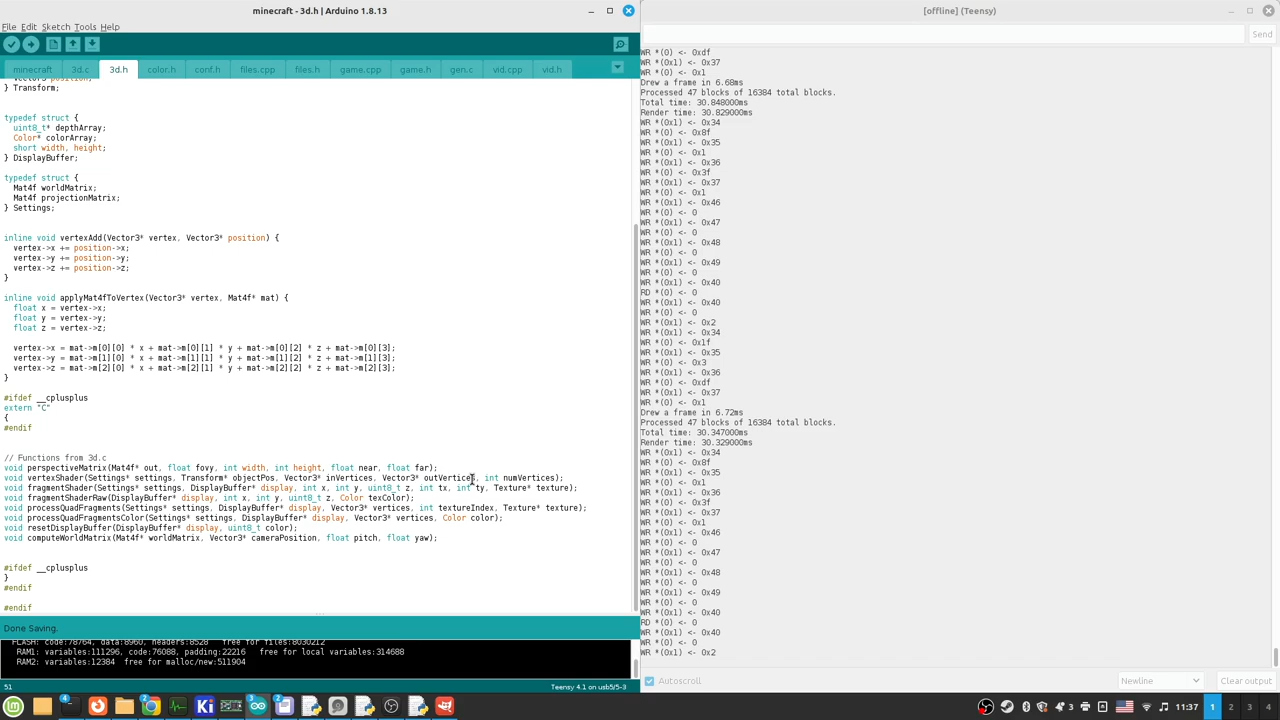 minecraft - 3d.h | Arduino 1.8.13
File Edit Sketch Tools Help
minecraft 3d.c 3d.h color.h conf.h files.cpp files.h game.cpp game.h gen.c vid.cpp vid.h
} Transform;
typedef struct {
  uint8_t* depthArray;
  Color* colorArray;
  short width, height;
} DisplayBuffer;
typedef struct {
  Mat4f worldMatrix;
  Mat4f projectionMatrix;
} Settings;
inline void vertexAdd(Vector3* vertex, Vector3* position) {
  vertex->x += position->x;
  vertex->y += position->y;
  vertex->z += position->z;
}
inline void applyMat4fToVertex(Vector3* vertex, Mat4f* mat) {
  float x = vertex->x;
  float y = vertex->y;
  float z = vertex->z;
  vertex->x = mat->m[0][0] * x + mat->m[0][1] * y + mat->m[0][2] * z + mat->m[0][3];
  vertex->y = mat->m[1][0] * x + mat->m[1][1] * y + mat->m[1][2] * z + mat->m[1][3];
  vertex->z = mat->m[2][0] * x + mat->m[2][1] * y + mat->m[2][2] * z + mat->m[2][3];
}
#ifdef __cplusplus
extern "C"
{
#endif
// Functions from 3d.c
void perspectiveMatrix(Mat4f* out, float fovy, int width, int height, float near, float far);
void vertexShader(Settings* settings, Transform* objectPos, Vector3* inVertices, Vector3* outVertices, int numVertices);
void fragmentShader(Settings* settings, DisplayBuffer* display, int x, int y, uint8_t z, int tx, int ty, Texture* texture);
void fragmentShaderRaw(DisplayBuffer* display, int x, int y, uint8_t z, Color texColor);
void processQuadFragments(Settings* settings, DisplayBuffer* display, Vector3* vertices, int textureIndex, Texture* texture);
void processQuadFragmentsColor(Settings* settings, DisplayBuffer* display, Vector3* vertices, Color color);
void resetDisplayBuffer(DisplayBuffer* display, uint8_t color);
void computeWorldMatrix(Mat4f* worldMatrix, Vector3* cameraPosition, float pitch, float yaw);
#ifdef __cplusplus
}
#endif
#endif
Done Saving.
FLASH: code:78764, data:8960, headers:8528 free for files:8030212
RAM1: variables:111296, code:76088, padding:22216 free for local variables:314688
RAM2: variables:12384 free for malloc/new:511904
51
Teensy 4.1 on usb5/5-3
[offline] (Teensy)
Send
WR *(0) <- 0xdf
WR *(0x1) <- 0x37
WR *(0) <- 0x1
Drew a frame in 6.68ms
Processed 47 blocks of 16384 total blocks.
Total time: 30.848000ms
Render time: 30.829000ms
WR *(0x1) <- 0x34
WR *(0) <- 0x8f
WR *(0x1) <- 0x35
WR *(0) <- 0x1
WR *(0x1) <- 0x36
WR *(0) <- 0x3f
WR *(0x1) <- 0x37
WR *(0) <- 0x1
WR *(0x1) <- 0x46
WR *(0) <- 0
WR *(0x1) <- 0x47
WR *(0) <- 0
WR *(0x1) <- 0x48
WR *(0) <- 0
WR *(0x1) <- 0x49
WR *(0) <- 0
WR *(0x1) <- 0x40
RD *(0) <- 0
WR *(0x1) <- 0x40
WR *(0) <- 0
WR *(0x1) <- 0x2
WR *(0x1) <- 0x34
WR *(0) <- 0x1f
WR *(0x1) <- 0x35
WR *(0) <- 0x3
WR *(0x1) <- 0x36
WR *(0) <- 0xdf
WR *(0x1) <- 0x37
WR *(0) <- 0x1
Drew a frame in 6.72ms
Processed 47 blocks of 16384 total blocks.
Total time: 30.347000ms
Render time: 30.329000ms
WR *(0x1) <- 0x34
WR *(0) <- 0x8f
WR *(0x1) <- 0x35
WR *(0) <- 0x1
WR *(0x1) <- 0x36
WR *(0) <- 0x3f
WR *(0x1) <- 0x37
WR *(0) <- 0x1
WR *(0x1) <- 0x46
WR *(0) <- 0
WR *(0x1) <- 0x47
WR *(0) <- 0
WR *(0x1) <- 0x48
WR *(0) <- 0
WR *(0x1) <- 0x49
WR *(0) <- 0
WR *(0x1) <- 0x40
RD *(0) <- 0
WR *(0x1) <- 0x40
WR *(0) <- 0
WR *(0x1) <- 0x2
Autoscroll
Newline
Clear output
4 2 Ki 3 2
3 11:37 1 2 3 4